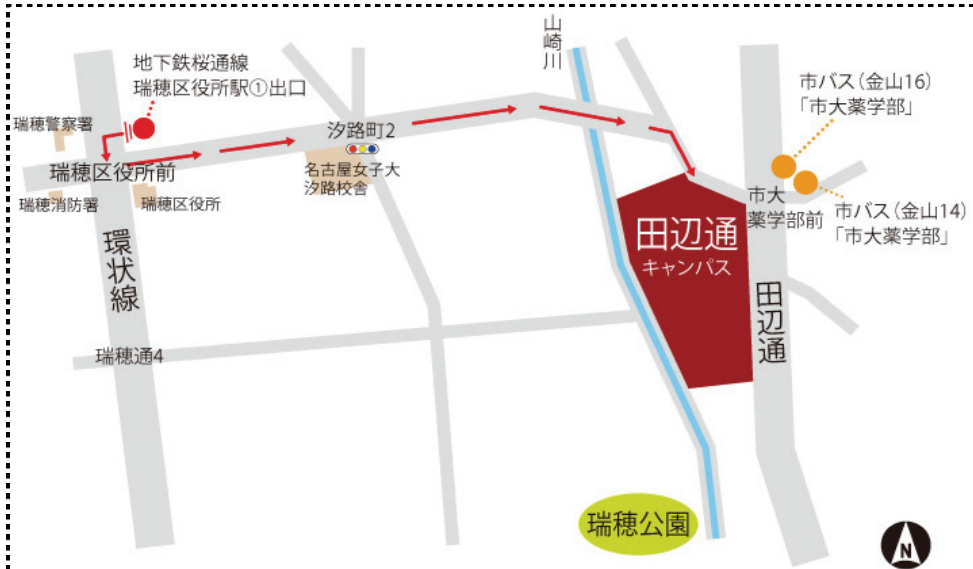 地下鉄桜通線
瑞穂区役所駅①出口
山崎川
市バス（金山16）
「市大薬学部」
瑞穂警察署
汐路町2
瑞穂区役所前
名古屋女子大
汐路校舎
瑞穂消防署
瑞穂区役所
市大
薬学部前
市バス（金山14）
「市大薬学部」
田辺通
キャンパス
環状線
田辺通
瑞穂通4
瑞穂公園
N